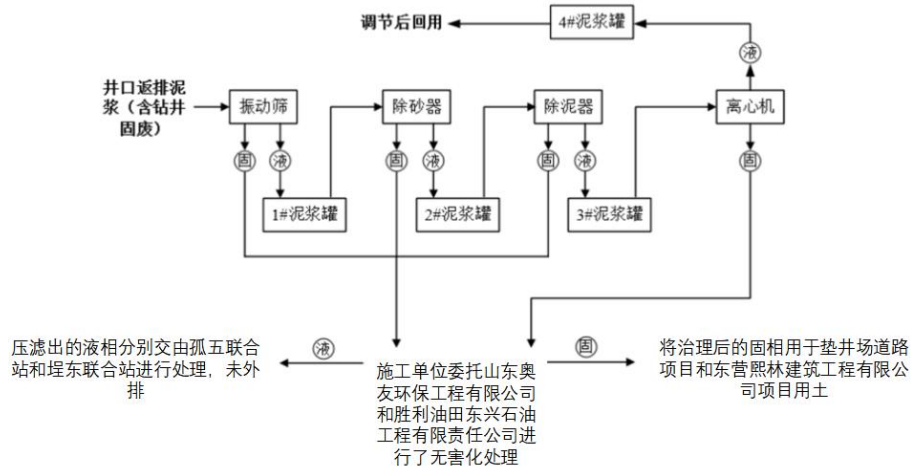 调节后回用
4#泥浆罐
液
井口返排泥
浆（含钻井
固废）
振动筛
除砂器
除泥器
离心机
固
液
固
液
固
液
固
1#泥浆罐
2#泥浆罐
3#泥浆罐
液
固
压滤出的液相分别交由孤五联合
站和埕东联合站进行处理，未外
排
施工单位委托山东奥
友环保工程有限公司
和胜利油田东兴石油
工程有限责任公司进
行了无害化处理
将治理后的固相用于垫井场道路
项目和东营熙林建筑工程有限公
司项目用土